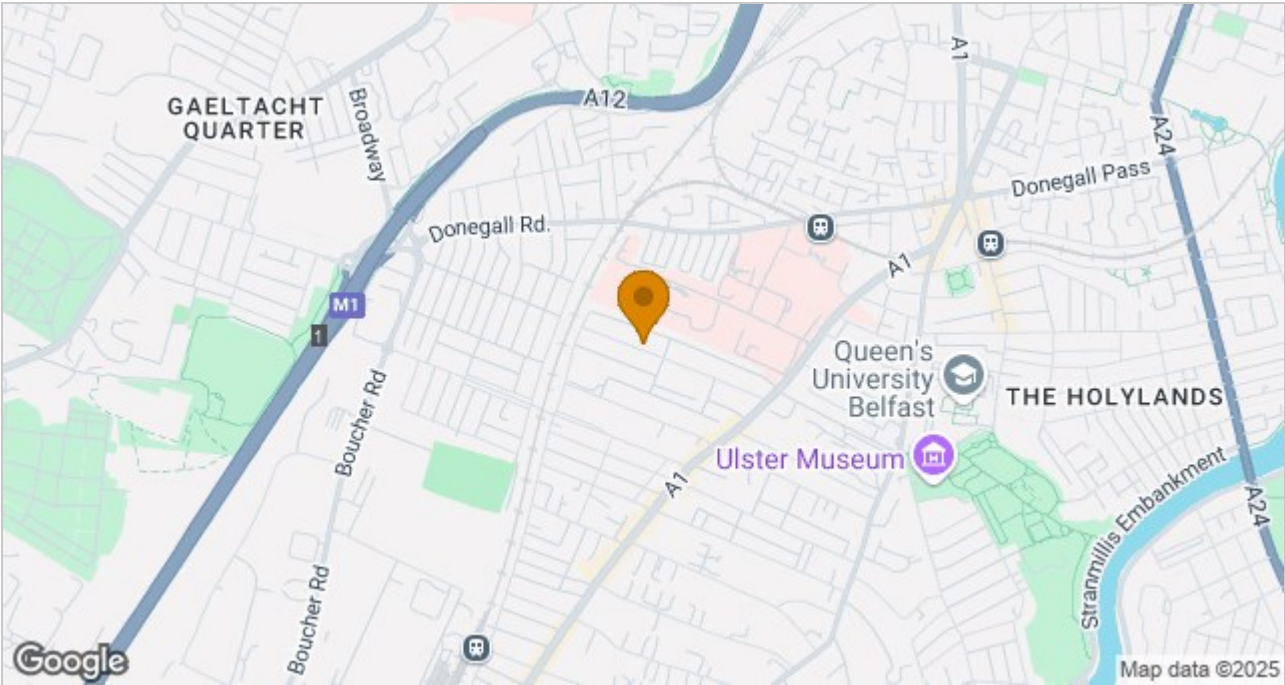 A1
A12
GAELTACHT
QUARTER
Broadway
A24
Donegall Pass
Donegall Rd.
A1
M1
1
Queen's
University
Belfast
THE HOLYLANDS
Boucher Rd
Ulster Museum
A1
Stranmillis Embankment
A24
Boucher Rd
Google
Map data ©2025